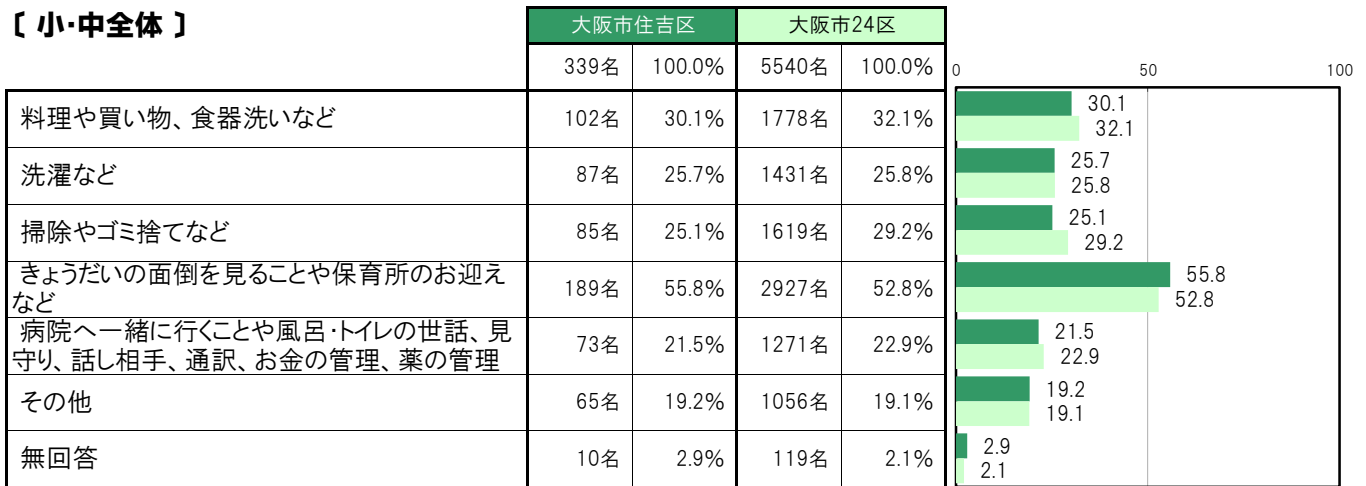 〔 小・中全体 〕
大阪市住吉区 大阪市24区
339名 100.0% 5540名 100.0%
0 50 100
料理や買い物、食器洗いなど 102名 30.1% 1778名 32.1% 30.1
32.1
洗濯など 87名 25.7% 1431名 25.8% 25.7
25.8
掃除やゴミ捨てなど 85名 25.1% 1619名 29.2% 25.1
29.2
きょうだいの面倒を見ることや保育所のお迎え
など 189名 55.8% 2927名 52.8% 55.8
52.8
病院へ一緒に行くことや風呂・トイレの世話、見
守り、話し相手、通訳、お金の管理、薬の管理 73名 21.5% 1271名 22.9% 21.5
22.9
その他 65名 19.2% 1056名 19.1% 19.2
19.1
無回答 10名 2.9% 119名 2.1% 2.9
2.1